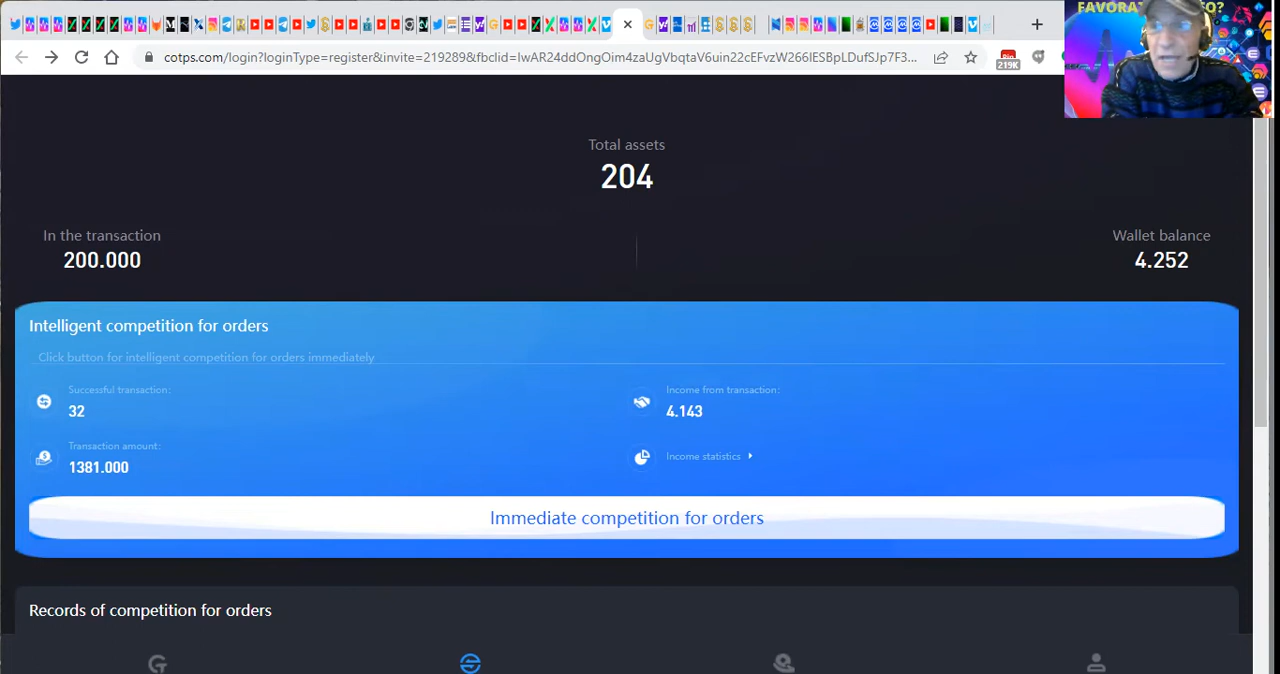 cotps.com/login?loginType=register&invite=219289&fbclid=IwAR24ddOngOim4zaUgVbqtaV6uin22cEFvzW266IESBpLDufSJp7F3...
219K
Total assets
204
In the transaction
200.000
Wallet balance
4.252
Intelligent competition for orders
Click button for intelligent competition for orders immediately
Successful transaction:
32
Income from transaction:
4.143
Transaction amount:
1381.000
Income statistics
Immediate competition for orders
Records of competition for orders